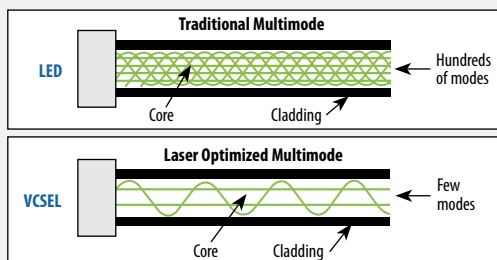 Traditional Multimode
LED
Hundreds
of modes
Core
Cladding
Laser Optimized Multimode
VCSEL
Few
modes
Core
Cladding